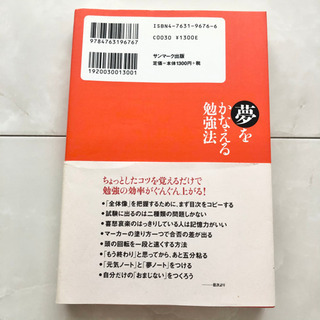 ISBN4-7631-9676-6
C0030 ¥1300E
9784763196767
1920030013001
サンマーク出版
定価＝本体1300円+税
夢を
かなえる
勉強法
ちょっとしたコツを覚えるだけで
勉強の効率がぐんぐん上がる！
・「全体像」を把握するために、まず目次をコピーする
・試験に出るのは二種類の問題しかない
・喜怒哀楽のはっきりしている人は記憶力がいい
・マーカーの塗り方一つで合否の差が出る
・頭の回転を一段と速くする方法
・「もう終わり」と思ってから、あと五分粘る
・「元気ノート」と「夢ノート」をつける
・自分だけの「おまじない」をつくろう
——目次より